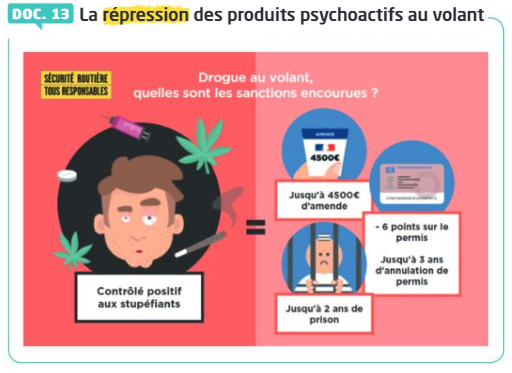 DOC. 13 La répression des produits psychoactifs au volant
SÉCURITÉ ROUTIÈRE
TOUS RESPONSABLES
Drogue au volant,
quelles sont les sanctions encourues ?
AMENDE
4500€
Jusqu'à 4500€
d'amende
- 6 points sur le
permis
Jusqu'à 3 ans
d'annulation de
permis
Contrôlé positif
aux stupéfiants
Jusqu'à 2 ans de
prison